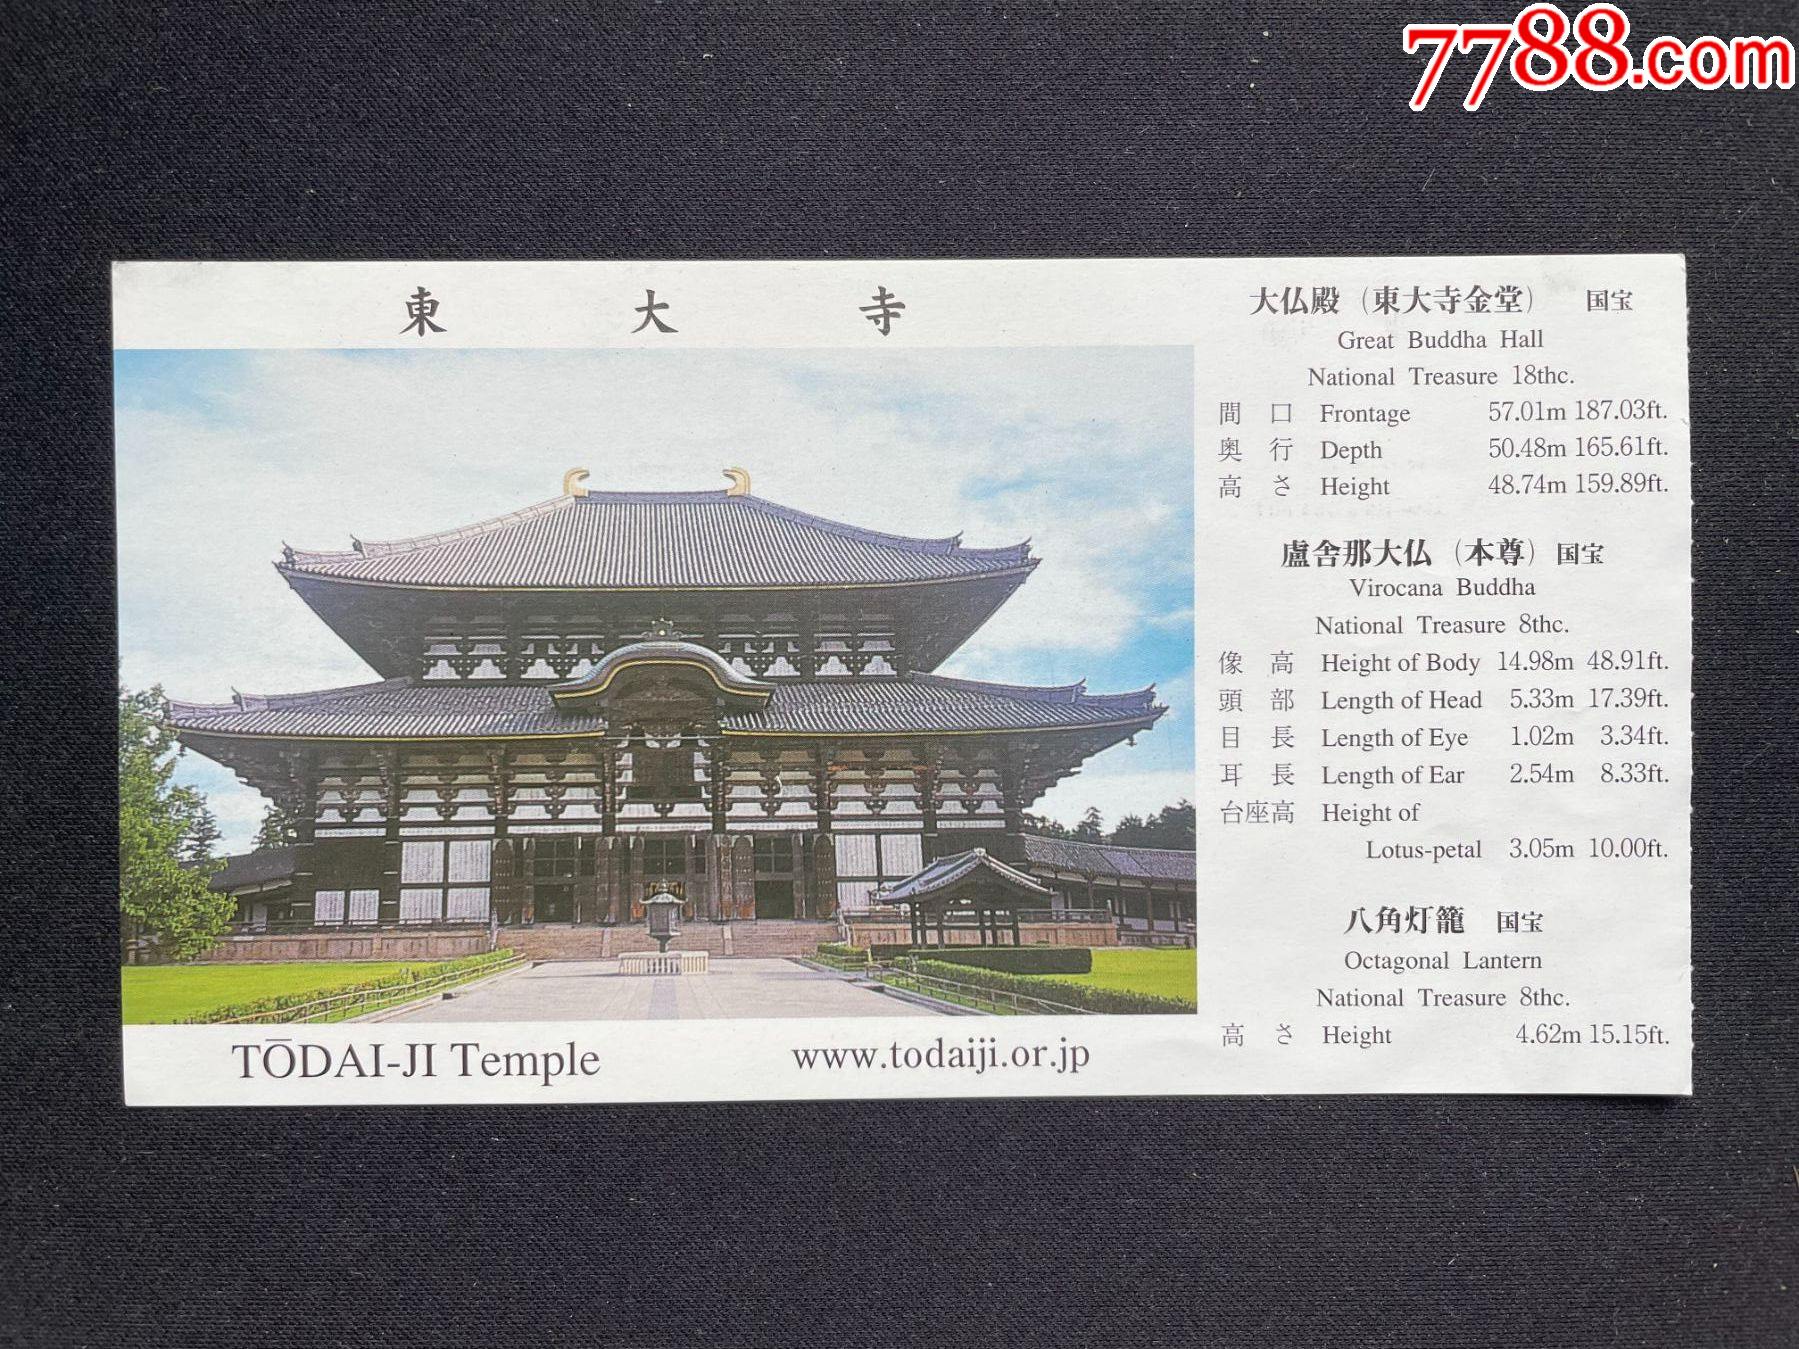 7788.com
東大寺
TŌDAI-JI Temple
www.todaiji.or.jp
大仏殿（東大寺金堂） 国宝
Great Buddha Hall
National Treasure 18thc.
間口 Frontage 57.01m 187.03ft.
奥行 Depth 50.48m 165.61ft.
高さ Height 48.74m 159.89ft.
盧舎那大仏（本尊） 国宝
Virocana Buddha
National Treasure 8thc.
像高 Height of Body 14.98m 48.91ft.
頭部 Length of Head 5.33m 17.39ft.
目長 Length of Eye 1.02m 3.34ft.
耳長 Length of Ear 2.54m 8.33ft.
台座高 Height of
Lotus-petal 3.05m 10.00ft.
八角灯籠 国宝
Octagonal Lantern
National Treasure 8thc.
高さ Height 4.62m 15.15ft.